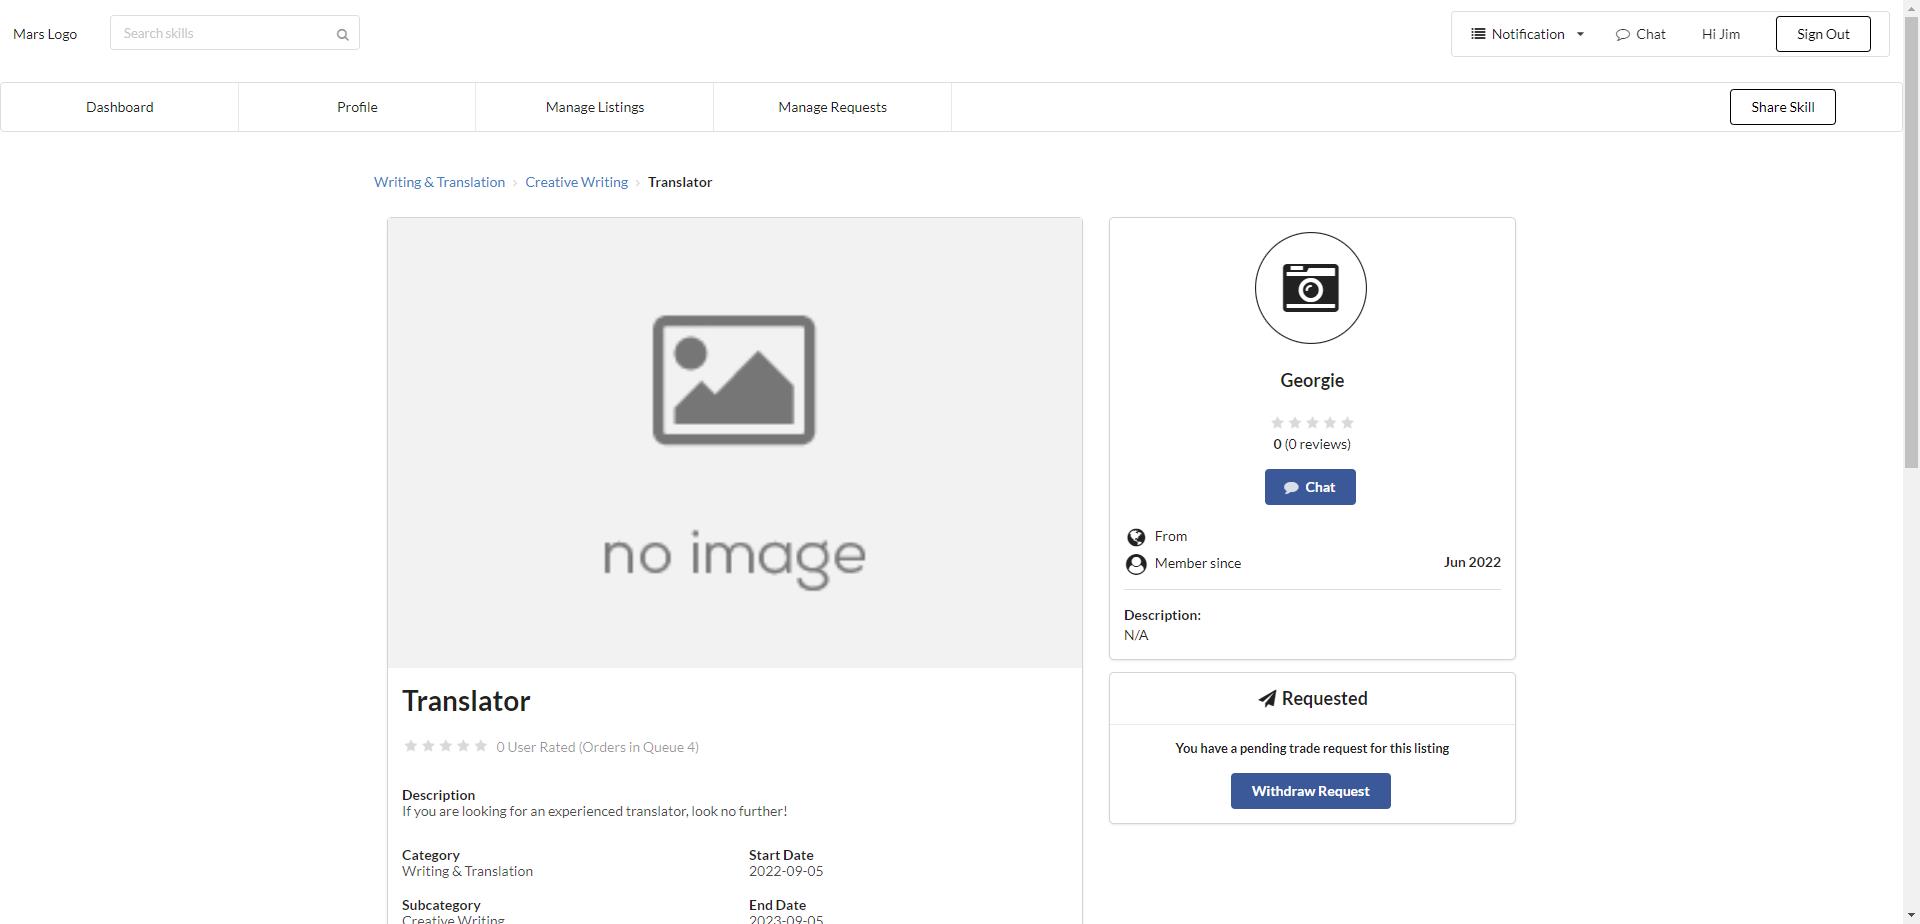 Mars Logo
Search skills
Notification
Chat
Hi Jim
Sign Out
Dashboard
Profile
Manage Listings
Manage Requests
Share Skill
Writing & Translation › Creative Writing › Translator
no image
Translator
0 User Rated (Orders in Queue 4)
Description
If you are looking for an experienced translator, look no further!
Category
Writing & Translation
Start Date
2022-09-05
Subcategory
Creative Writing
End Date
2023-09-05
Georgie
0 (0 reviews)
Chat
From
Member since Jun 2022
Description:
N/A
Requested
You have a pending trade request for this listing
Withdraw Request